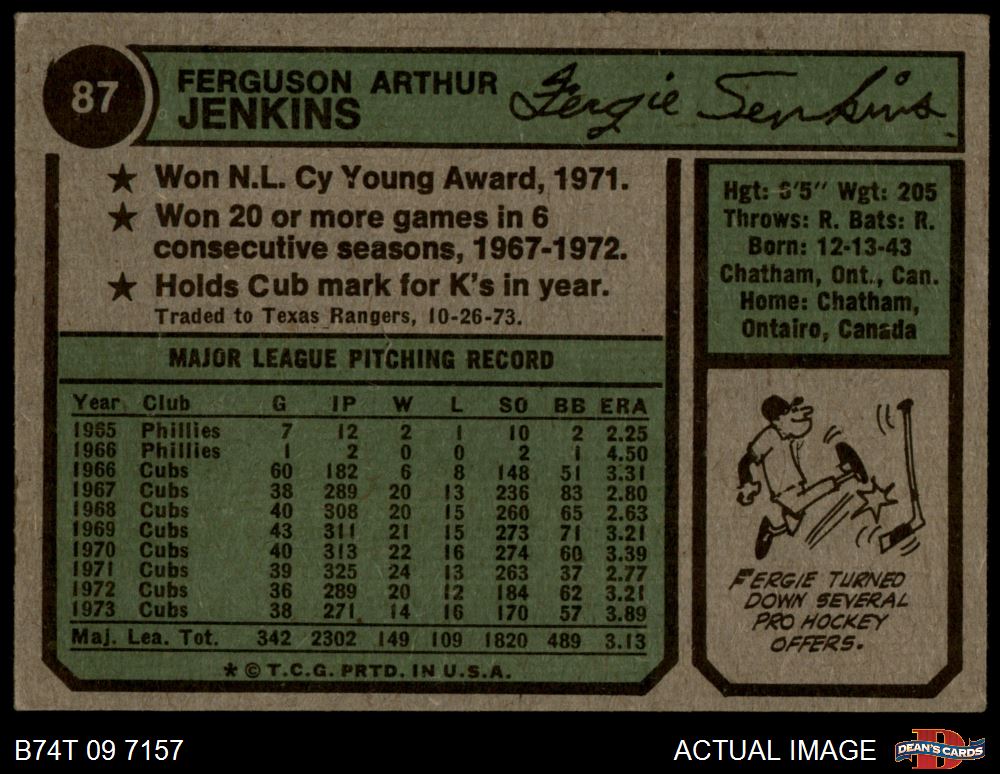 87
FERGUSON ARTHUR
JENKINS
Fergie Jenkins
★ Won N.L. Cy Young Award, 1971.
★ Won 20 or more games in 6
consecutive seasons, 1967-1972.
★ Holds Cub mark for K's in year.
Traded to Texas Rangers, 10-26-73.
MAJOR LEAGUE PITCHING RECORD
Year Club G IP W L SO BB ERA
1965 Phillies 7 12 2 1 10 2 2.25
1966 Phillies 1 2 0 0 2 1 4.50
1966 Cubs 60 182 6 8 148 51 3.31
1967 Cubs 38 289 20 13 236 83 2.80
1968 Cubs 40 308 20 15 260 65 2.63
1969 Cubs 43 311 21 15 273 71 3.21
1970 Cubs 40 313 22 16 274 60 3.39
1971 Cubs 39 325 24 13 263 37 2.77
1972 Cubs 36 289 20 12 184 62 3.21
1973 Cubs 38 271 14 16 170 57 3.89
Maj. Lea. Tot. 342 2302 149 109 1820 489 3.13
* © T.C.G. PRTD. IN U.S.A.
Hgt: 6'5" Wgt: 205
Throws: R. Bats: R.
Born: 12-13-43
Chatham, Ont., Can.
Home: Chatham,
Ontairo, Canada
FERGIE TURNED
DOWN SEVERAL
PRO HOCKEY
OFFERS.
B74T 09 7157
ACTUAL IMAGE
D
DEAN'S CARDS